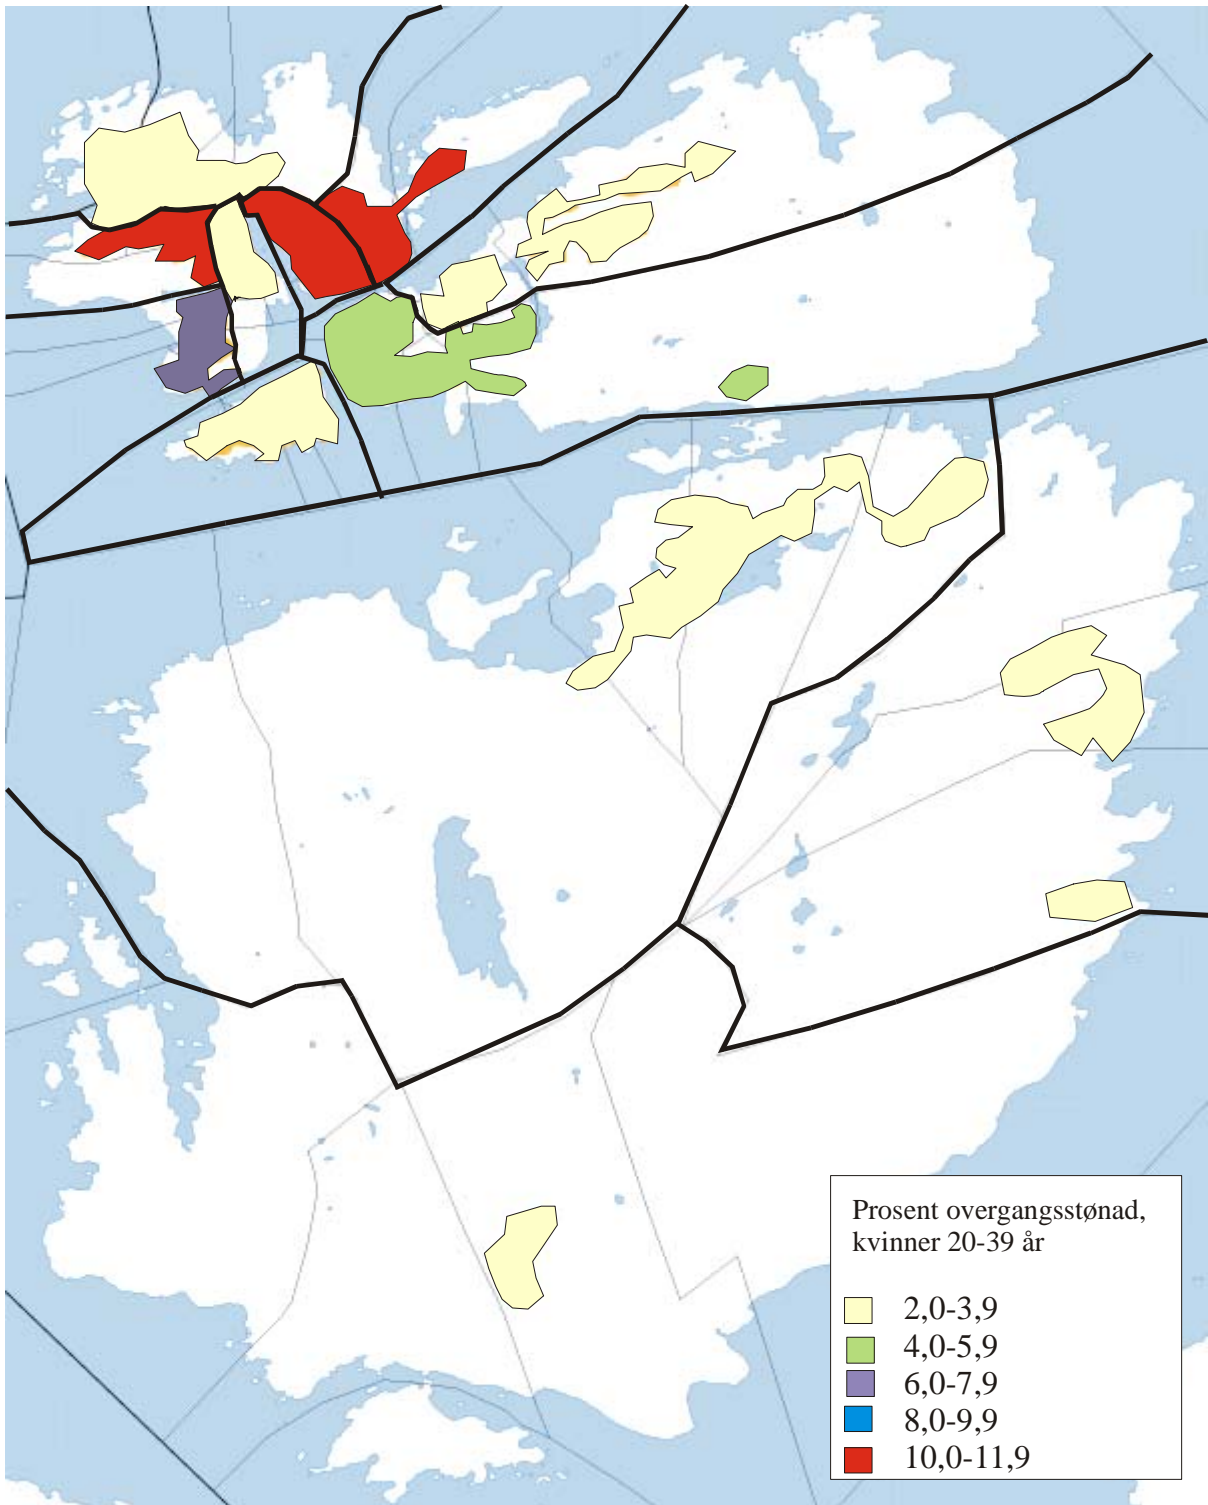 Prosent overgangsstønad,
kvinner 20-39 år
2,0-3,9
4,0-5,9
6,0-7,9
8,0-9,9
10,0-11,9